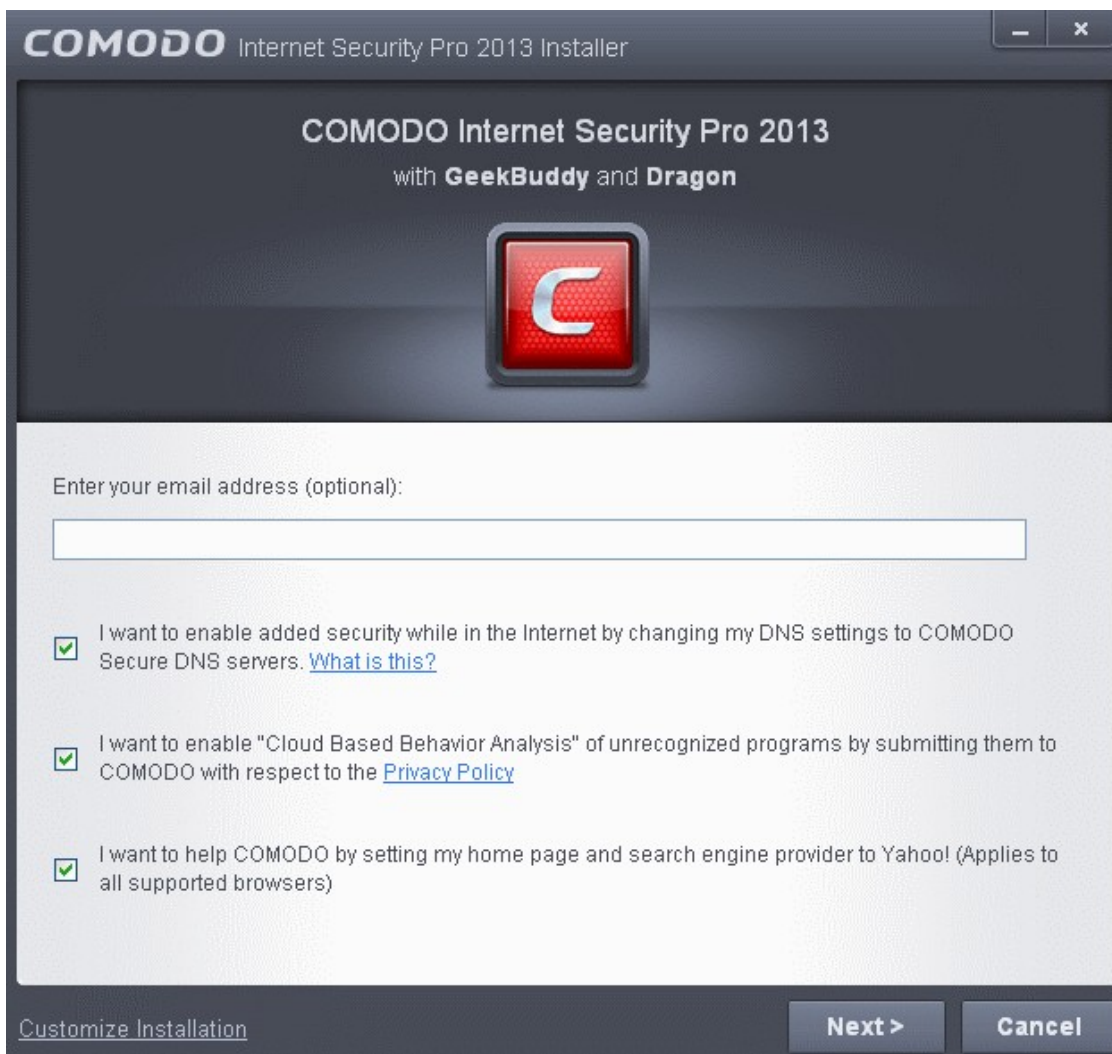 COMODO Internet Security Pro 2013 Installer
COMODO Internet Security Pro 2013
with GeekBuddy and Dragon
C
Enter your email address (optional):
I want to enable added security while in the Internet by changing my DNS settings to COMODO
Secure DNS servers. What is this?
I want to enable "Cloud Based Behavior Analysis" of unrecognized programs by submitting them to
COMODO with respect to the Privacy Policy
I want to help COMODO by setting my home page and search engine provider to Yahoo! (Applies to
all supported browsers)
Customize Installation
Next >
Cancel